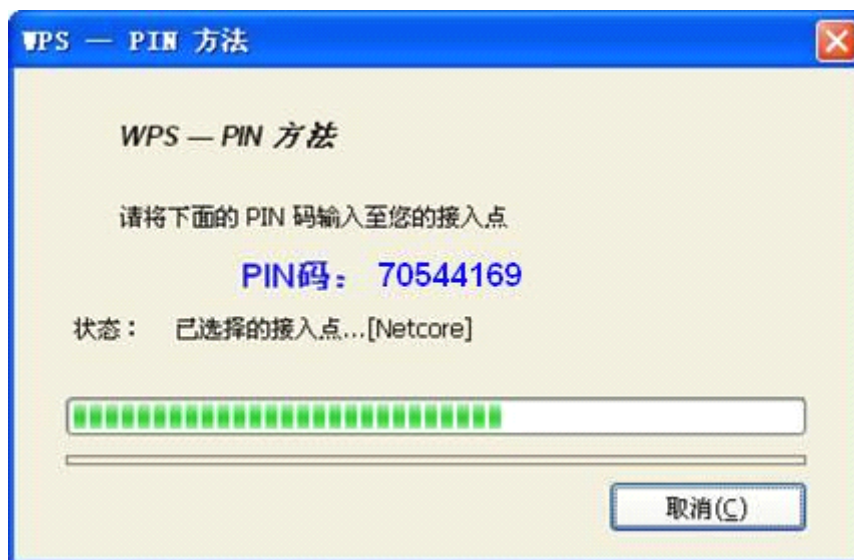 WPS — PIN 方法
WPS — PIN 方法
请将下面的 PIN 码输入至您的接入点
PIN码： 70544169
状态： 已选择的接入点...[Netcore]
取消(C)